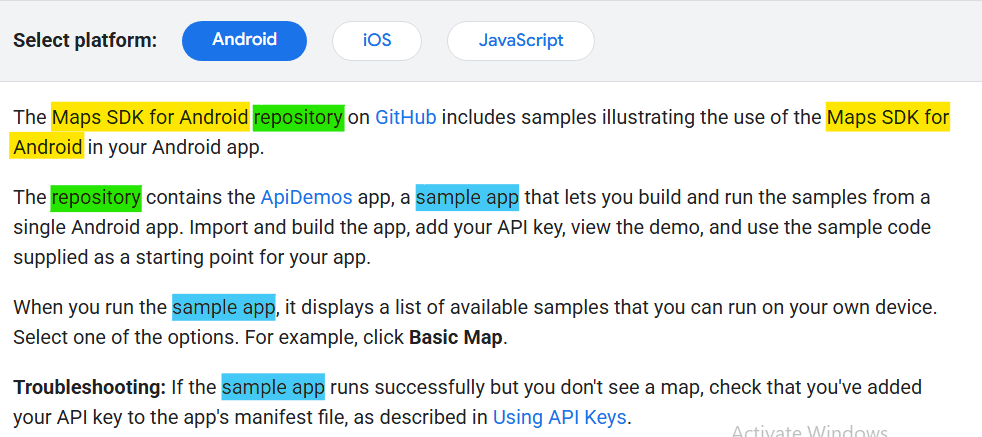 Select platform: Android iOS JavaScript
The Maps SDK for Android repository on GitHub includes samples illustrating the use of the Maps SDK for
Android in your Android app.
The repository contains the ApiDemos app, a sample app that lets you build and run the samples from a
single Android app. Import and build the app, add your API key, view the demo, and use the sample code
supplied as a starting point for your app.
When you run the sample app, it displays a list of available samples that you can run on your own device.
Select one of the options. For example, click Basic Map.
Troubleshooting: If the sample app runs successfully but you don't see a map, check that you've added
your API key to the app's manifest file, as described in Using API Keys.
Activate Windows